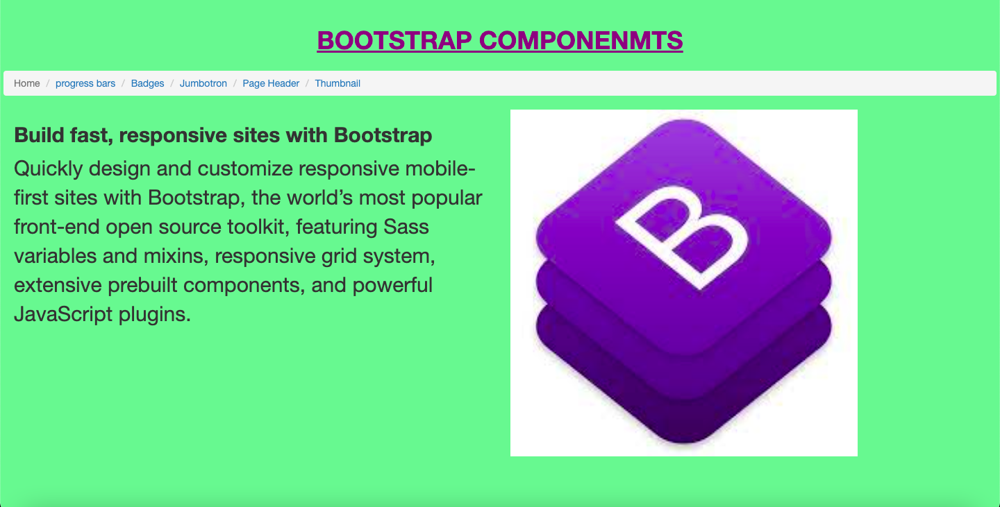 BOOTSTRAP COMPONENMTS
Home / progress bars / Badges / Jumbotron / Page Header / Thumbnail
Build fast, responsive sites with Bootstrap
Quickly design and customize responsive mobile-
first sites with Bootstrap, the world’s most popular
front-end open source toolkit, featuring Sass
variables and mixins, responsive grid system,
extensive prebuilt components, and powerful
JavaScript plugins.
B